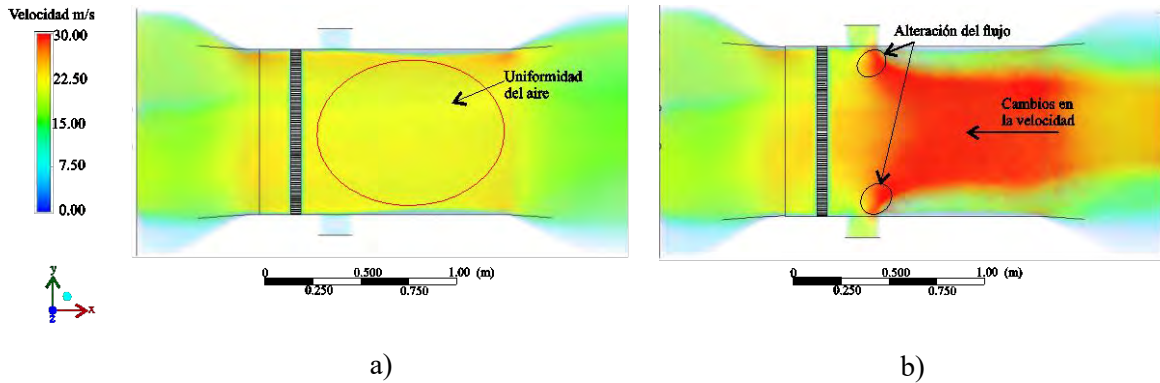 Velocidad m/s
30.00
22.50
15.00
7.50
0.00
y
x
z
Uniformidad
del aire
0 0.500 1.00 (m)
0.250 0.750
a)
Alteración del flujo
Cambios en
la velocidad
0 0.500 1.00 (m)
0.250 0.750
b)